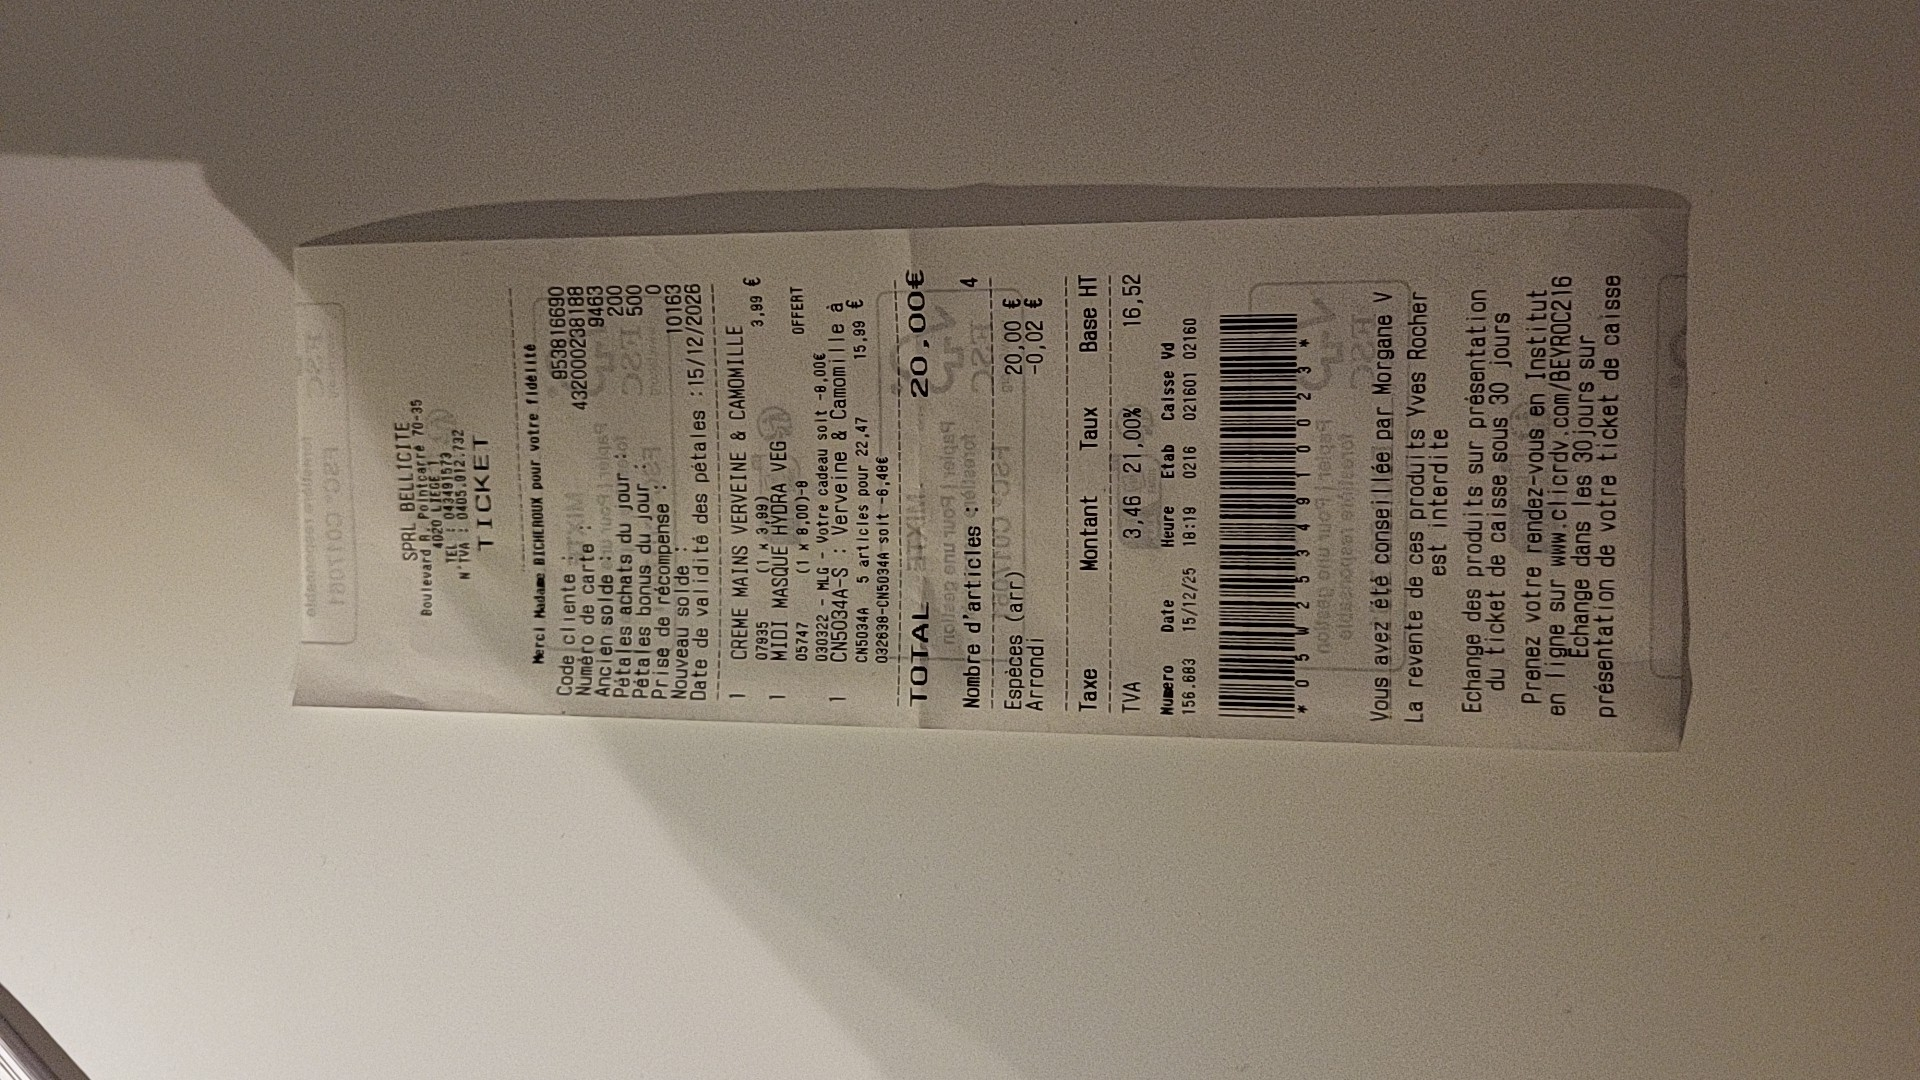 SPRL BELLICITE
Boulevard R. Pointcarré 70-35
4020 LIEGE 1
TEL : 043491573
N°TVA : 0405.912.732
TICKET
Merci Madame BICHEROUX pour votre fidélité
Code cliente : 9538166 90
Numéro de carte : 4320002038188
Ancien solde : 9463
Pétales achats du jour : 200
Pétales bonus du jour : 500
Prise de récompense : 0
Nouveau solde : 10163
Date de validité des pétales :15/12/2026
1 CREME MAINS VERVEINE & CAMOMILLE
07935 (1 x 3,99) 3,99 €
1 MIDI MASQUE HYDRA VEG
05747 (1 x 8,00)-8 OFFERT
030322 - MLG - Votre cadeau soit -8,00€
1 CN5034A-S : Verveine & Camomille à
CN5034A 5 articles pour 22,47 15,99 €
032638-CN5034A soit -6,48€
TOTAL 20,00€
Nombre d'articles : 4
Espèces (arr) 20,00 €
Arrondi -0,02 €
Taxe Montant Taux Base HT
TVA 3,46 21,00% 16,52
Numero Date Heure Etab Caisse Vd
156.683 15/12/25 18:19 0216 021601 02160
*05W2534910023*
Vous avez été conseillée par Morgane V
La revente de ces produits Yves Rocher
est interdite
Echange des produits sur présentation
du ticket de caisse sous 30 jours
Prenez votre rendez-vous en Institut
en ligne sur www.clicrdv.com/BEYROC216
Echange dans les 30jours sur
présentation de votre ticket de caisse